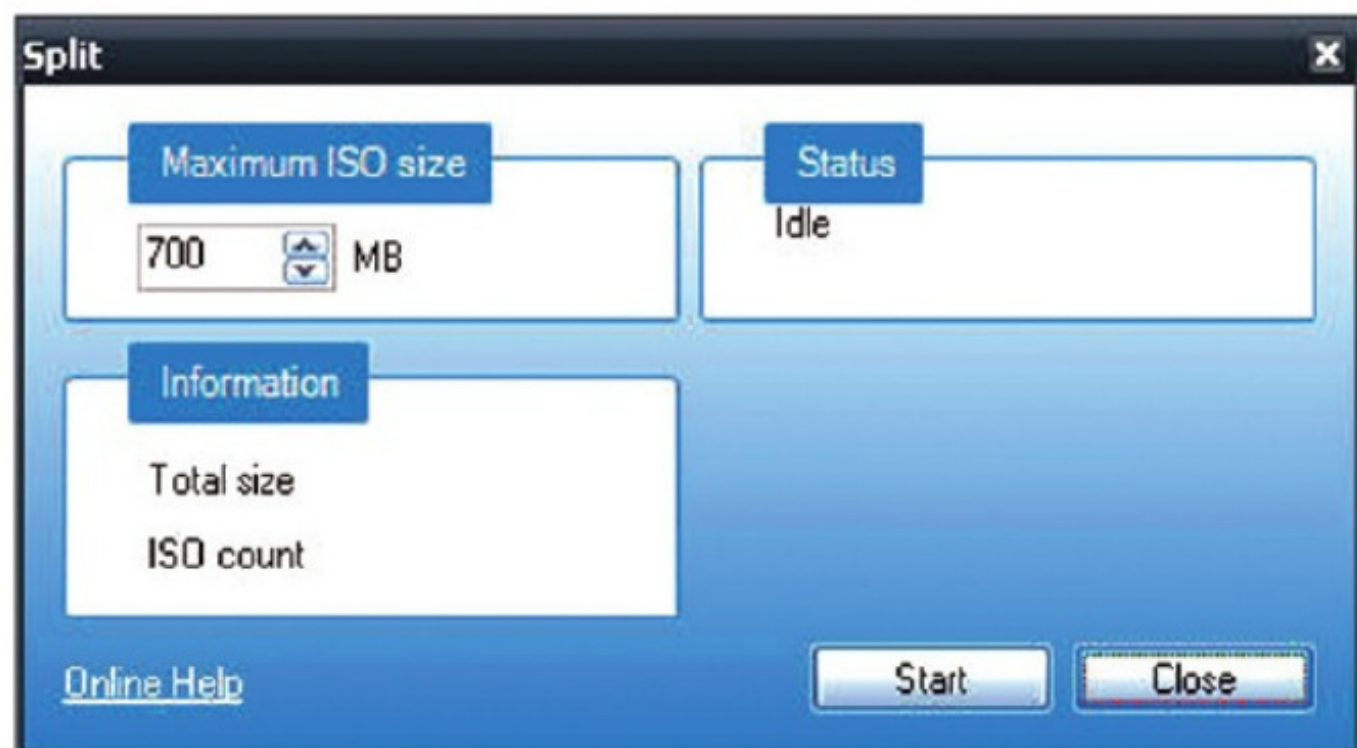 Split
Maximum ISO size
700 MB
Status
Idle
Information
Total size
ISO count
Online Help
Start
Close